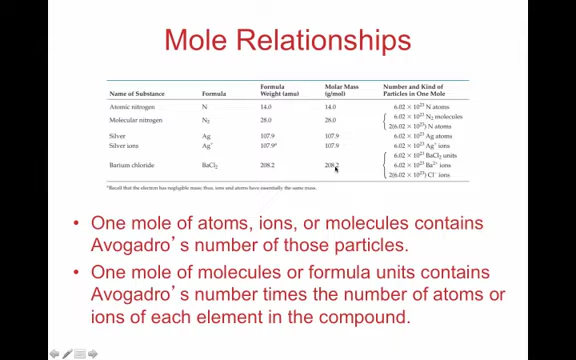 Mole Relationships
Name of Substance Formula Formula Weight (amu) Molar Mass (g/mol) Number and Kind of Particles in One Mole
Atomic nitrogen N 14.0 14.0 6.02 × 10²³ N atoms
Molecular nitrogen N₂ 28.0 28.0 6.02 × 10²³ N₂ molecules
2(6.02 × 10²³) N atoms
Silver Ag 107.9 107.9 6.02 × 10²³ Ag atoms
Silver ions Ag⁺ 107.9ᵃ 107.9 6.02 × 10²³ Ag⁺ ions
Barium chloride BaCl₂ 208.2 208.2 6.02 × 10²³ BaCl₂ units
6.02 × 10²³ Ba²⁺ ions
2(6.02 × 10²³) Cl⁻ ions
ᵃRecall that the electron has negligible mass; thus, ions and atoms have essentially the same mass.
• One mole of atoms, ions, or molecules contains
Avogadro’s number of those particles.
• One mole of molecules or formula units contains
Avogadro’s number times the number of atoms or
ions of each element in the compound.